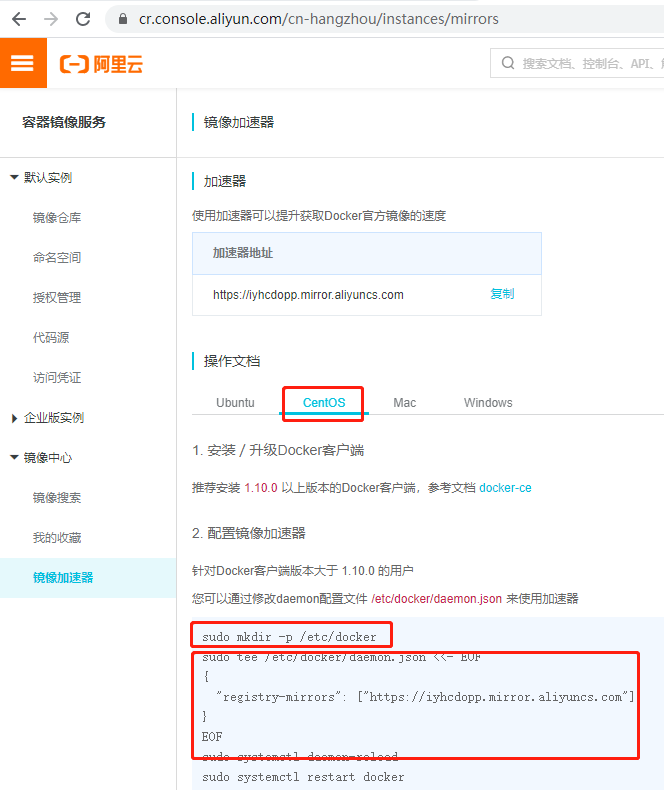 cr.console.aliyun.com/cn-hangzhou/instances/mirrors
阿里云
搜索文档、控制台、API、
容器镜像服务
镜像加速器
默认实例
镜像仓库
命名空间
授权管理
代码源
访问凭证
企业版实例
镜像中心
镜像搜索
我的收藏
镜像加速器
加速器
使用加速器可以提升获取Docker官方镜像的速度
加速器地址
https://iyhcdopp.mirror.aliyuncs.com 复制
操作文档
Ubuntu CentOS Mac Windows
1. 安装 / 升级Docker客户端
推荐安装 1.10.0 以上版本的Docker客户端，参考文档 docker-ce
2. 配置镜像加速器
针对Docker客户端版本大于 1.10.0 的用户
您可以通过修改daemon配置文件 /etc/docker/daemon.json 来使用加速器
sudo mkdir -p /etc/docker
sudo tee /etc/docker/daemon.json <<- EOF
{
"registry-mirrors": ["https://iyhcdopp.mirror.aliyuncs.com"]
}
EOF
sudo systemctl daemon-reload
sudo systemctl restart docker